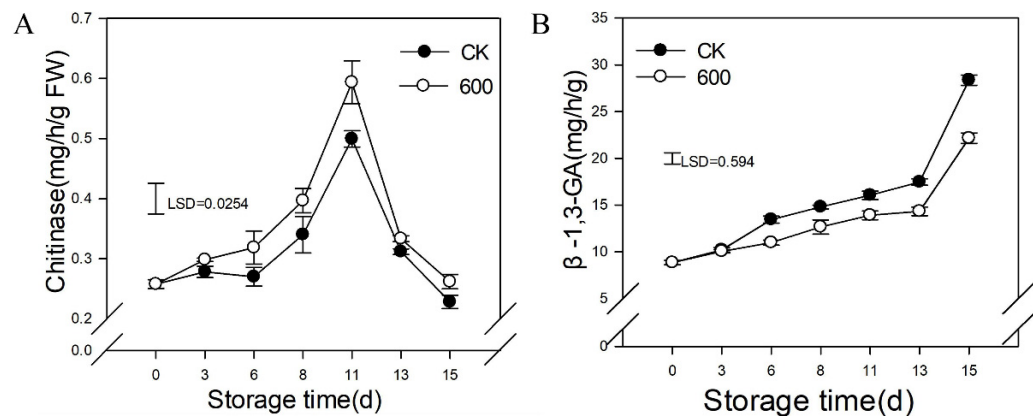 A
Chitinase(mg/h/g FW)
0.7
0.6
0.5
0.4
0.3
0.2
0.0
CK
600
LSD=0.0254
0 3 6 8 11 13 15
Storage time(d)
B
β -1,3-GA(mg/h/g)
35
30
25
20
15
10
5
0
CK
600
LSD=0.594
0 3 6 8 11 13 15
Storage time(d)